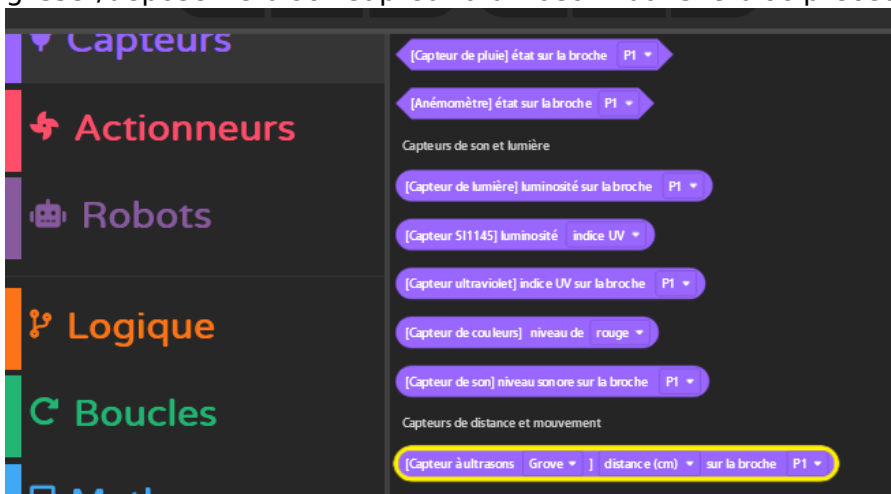 Capteurs
Actionneurs
Robots
Logique
Boucles
[Capteur de pluie] état sur la broche P1
[Anémomètre] état sur la broche P1
Capteurs de son et lumière
[Capteur de lumière] luminosité sur la broche P1
[Capteur SI1145] luminosité indice UV
[Capteur ultraviolet] indice UV sur la broche P1
[Capteur de couleurs] niveau de rouge
[Capteur de son] niveau sonore sur la broche P1
Capteurs de distance et mouvement
[Capteur à ultrasons Grove ] distance (cm) sur la broche P1